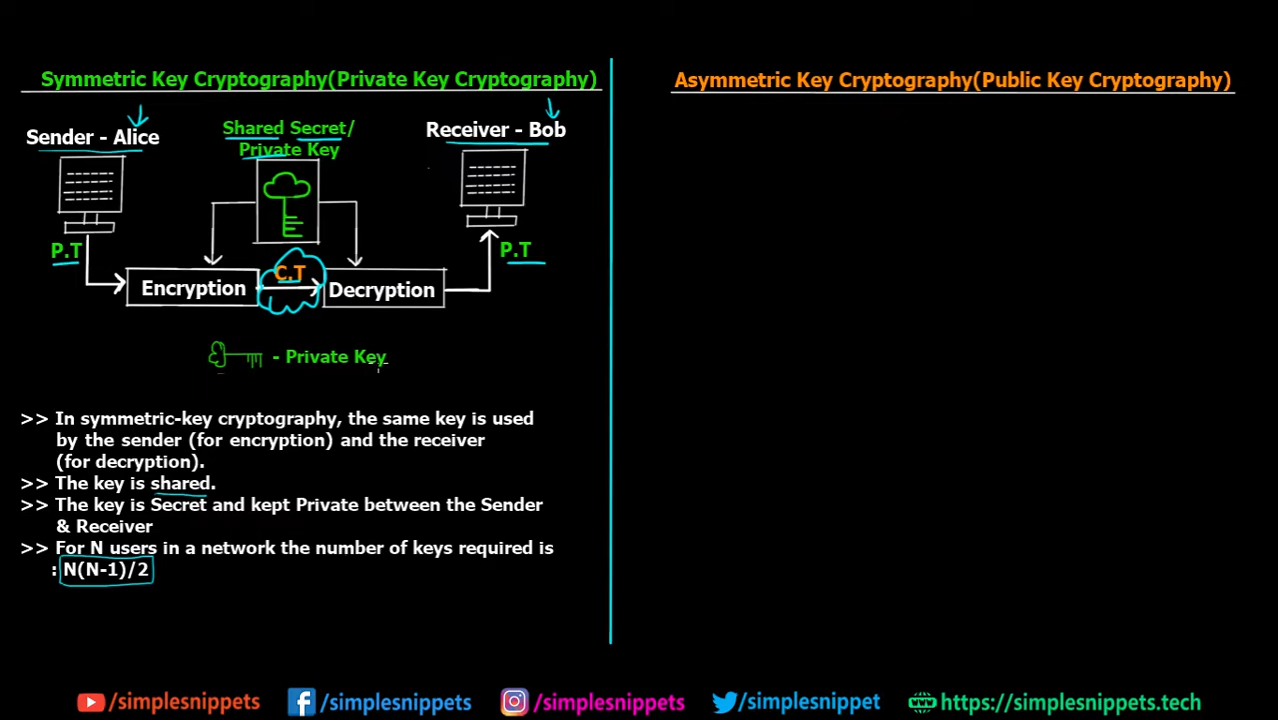 Symmetric Key Cryptography(Private Key Cryptography)
Sender - Alice
Shared Secret/
Private Key
Receiver - Bob
P.T
P.T
C.T
Encryption
Decryption
- Private Key
>> In symmetric-key cryptography, the same key is used
by the sender (for encryption) and the receiver
(for decryption).
>> The key is shared.
>> The key is Secret and kept Private between the Sender
& Receiver
>> For N users in a network the number of keys required is
: N(N-1)/2
Asymmetric Key Cryptography(Public Key Cryptography)
/simplesnippets
/simplesnippets
/simplesnippets
/simplesnippet
https://simplesnippets.tech